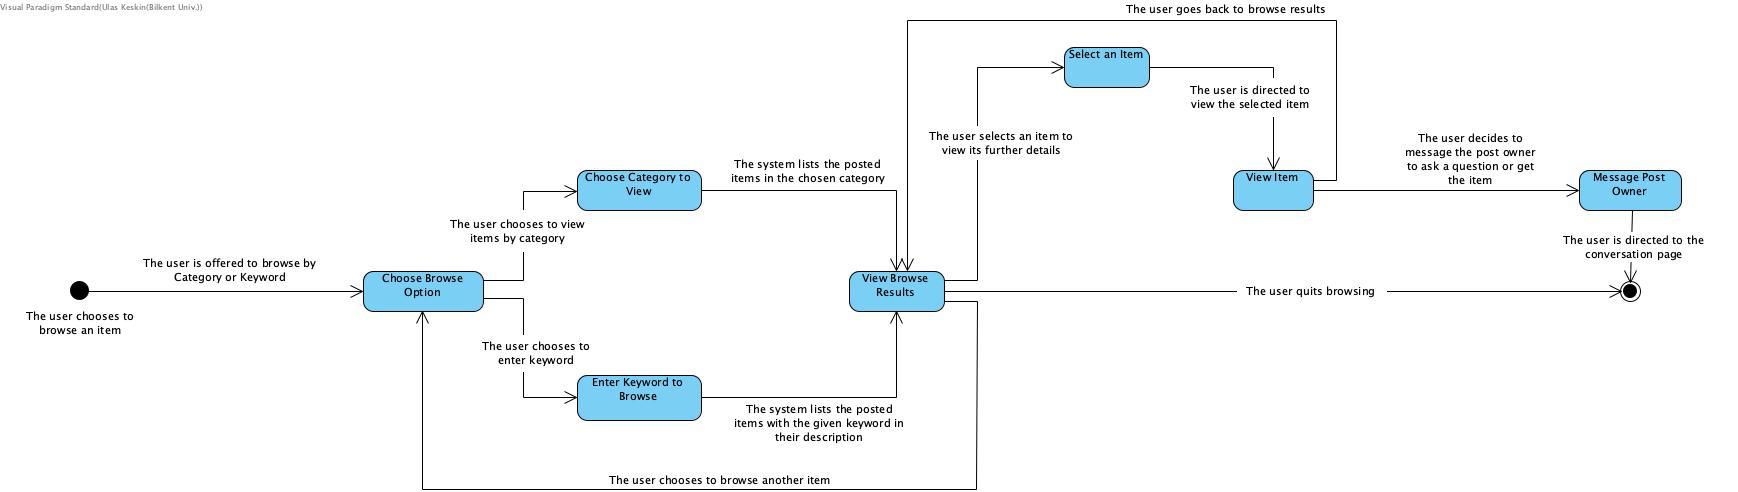 Visual Paradigm Standard(Ulas Keskin(Bilkent Univ.))
The user goes back to browse results
Select an Item
The user is directed to
view the selected item
The user selects an item to
view its further details
The user decides to
message the post owner
to ask a question or get
the item
The system lists the posted
items in the chosen category
Choose Category to
View
View Item
Message Post
Owner
The user chooses to view
items by category
The user is directed to the
conversation page
The user is offered to browse by
Category or Keyword
Choose Browse
Option
View Browse
Results
The user quits browsing
The user chooses to
browse an item
The user chooses to
enter keyword
Enter Keyword to
Browse
The system lists the posted
items with the given keyword in
their description
The user chooses to browse another item